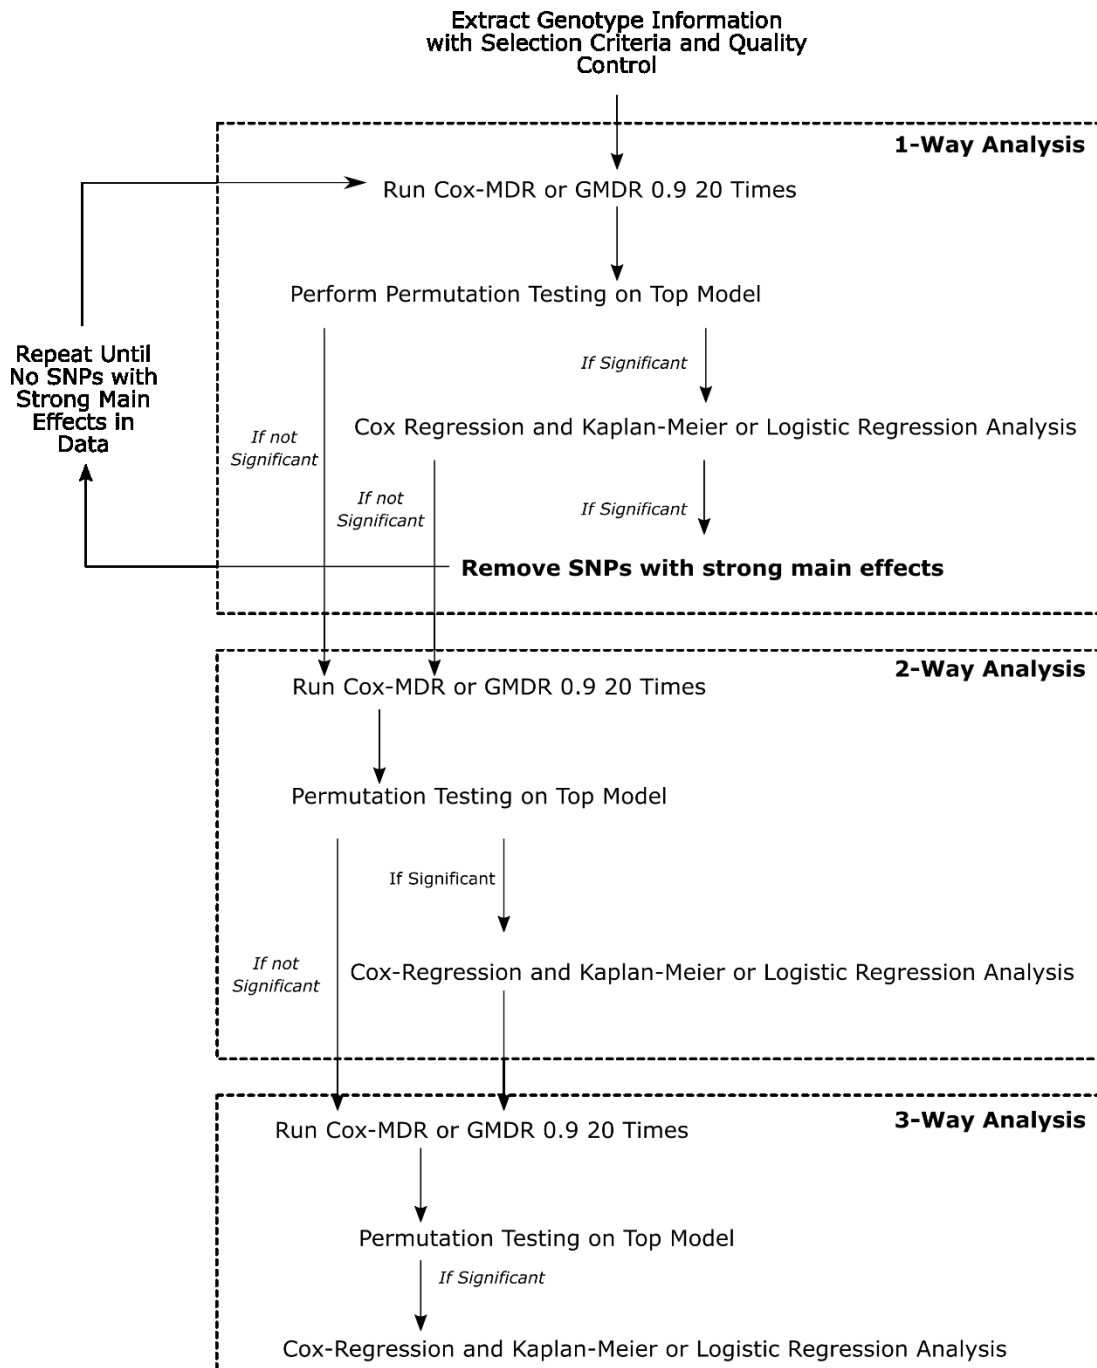 Extract Genotype Information
with Selection Criteria and Quality
Control
1-Way Analysis
Run Cox-MDR or GMDR 0.9 20 Times
Perform Permutation Testing on Top Model
If Significant
Repeat Until
No SNPs with
Strong Main
Effects in
Data
Cox Regression and Kaplan-Meier or Logistic Regression Analysis
If not
Significant
If not
Significant
If Significant
Remove SNPs with strong main effects
2-Way Analysis
Run Cox-MDR or GMDR 0.9 20 Times
Permutation Testing on Top Model
If Significant
If not
Significant
Cox-Regression and Kaplan-Meier or Logistic Regression Analysis
3-Way Analysis
Run Cox-MDR or GMDR 0.9 20 Times
Permutation Testing on Top Model
If Significant
Cox-Regression and Kaplan-Meier or Logistic Regression Analysis